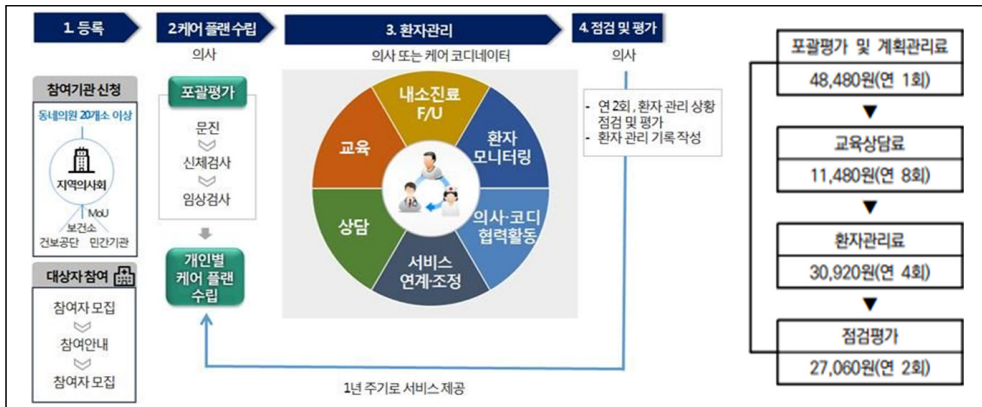 1. 등록
2.케어 플랜 수립
3. 환자관리
4. 점검 및 평가
참여기관 신청
동네의원 20개소 이상
지역의사회
MoU
보건소
건보공단 민간기관
대상자 참여
참여자 모집
참여안내
참여자 모집
의사
포괄평가
문진
신체검사
임상검사
개인별
케어 플랜
수립
의사 또는 케어 코디네이터
내소진료
F/U
환자
모니터링
의사·코디
협력활동
서비스
연계·조정
상담
교육
의사
- 연 2회 , 환자 관리 상황
점검 및 평가
- 환자 관리 기록 작성
1년 주기로 서비스 제공
포괄평가 및 계획관리료
48,480원(연 1회)
교육상담료
11,480원(연 8회)
환자관리료
30,920원(연 4회)
점검평가
27,060원(연 2회)